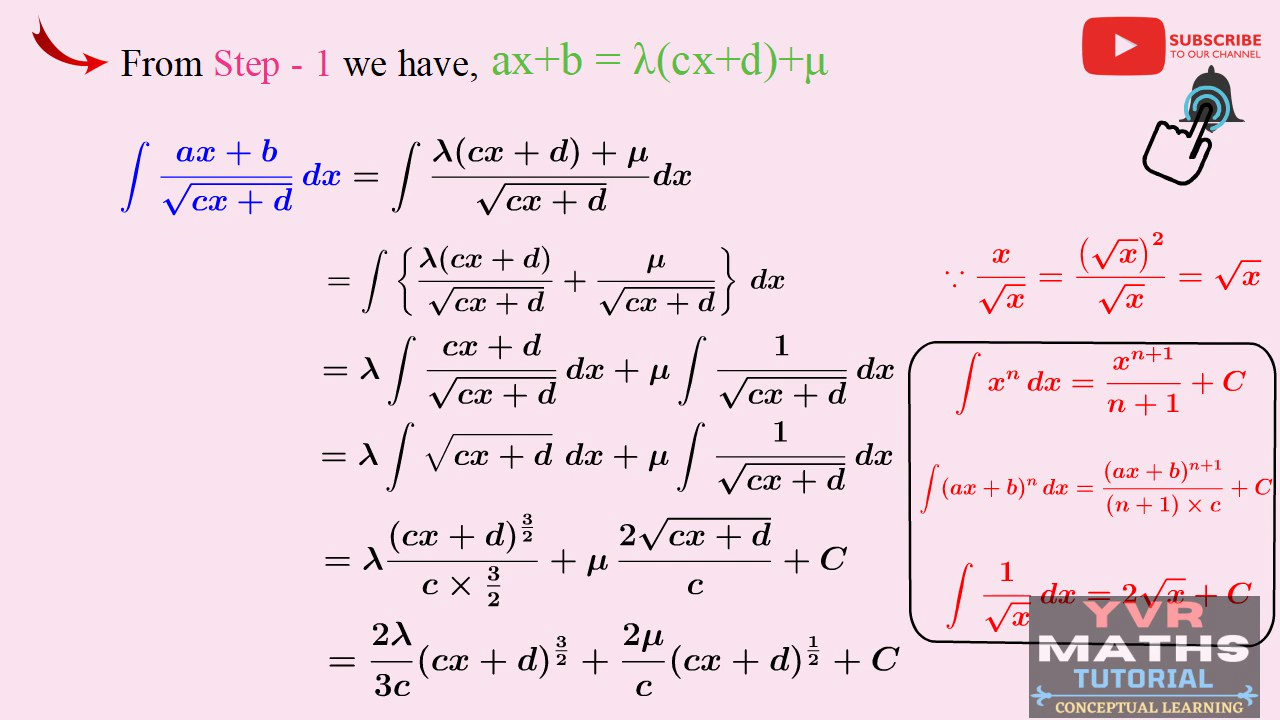 From Step - 1 we have, ax+b = λ(cx+d)+μ
SUBSCRIBE
TO OUR CHANNEL
∫ (ax + b)/√(cx + d) dx = ∫ (λ(cx + d) + μ)/√(cx + d) dx
= ∫ { λ(cx + d)/√(cx + d) + μ/√(cx + d) } dx
∵ x/√x = (√x)²/√x = √x
= λ ∫ (cx + d)/√(cx + d) dx + μ ∫ 1/√(cx + d) dx
= λ ∫ √(cx + d) dx + μ ∫ 1/√(cx + d) dx
= λ (cx + d)^(3/2)/(c × 3/2) + μ 2√(cx + d)/c + C
= 2λ/3c (cx + d)^(3/2) + 2μ/c (cx + d)^(1/2) + C
∫ xⁿ dx = x^(n+1)/(n + 1) + C
∫ (ax + b)ⁿ dx = (ax + b)^(n+1)/((n + 1) × c) + C
∫ 1/√x dx = 2√x + C
YVR
MATHS
TUTORIAL
CONCEPTUAL LEARNING